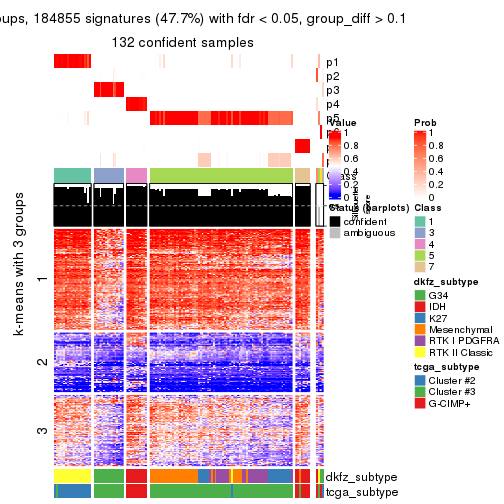 oups, 184855 signatures (47.7%) with fdr < 0.05, group_diff > 0.1
132 confident samples
p1
p2
p3
p4
p5
Value
1
0.8
0.6
0.4
0.2
0
Prob
1
0.8
0.6
0.4
0.2
0
Status (barplots)
confident
ambiguous
Class
1
3
4
5
7
dkfz_subtype
G34
IDH
K27
Mesenchymal
RTK I PDGFRA
RTK II Classic
tcga_subtype
Cluster #2
Cluster #3
G-CIMP+
k-means with 3 groups
1
2
3
dkfz_subtype
tcga_subtype